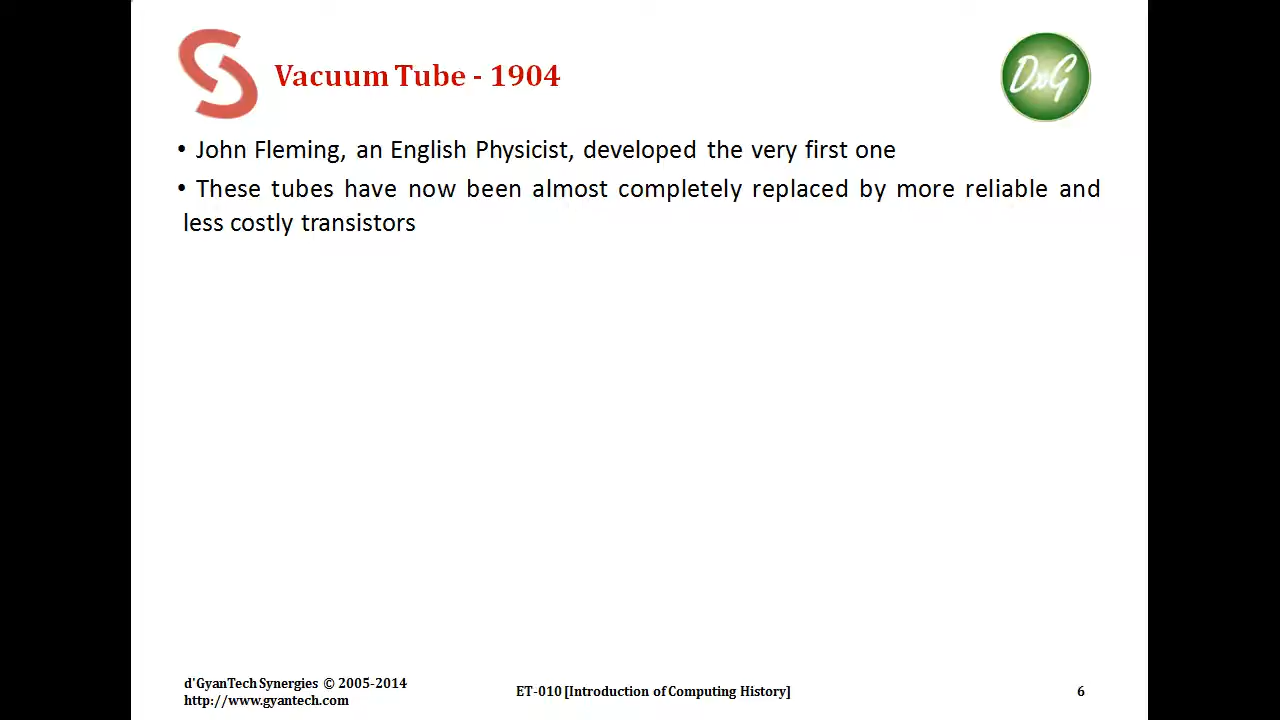 Vacuum Tube - 1904
DxG
• John Fleming, an English Physicist, developed the very first one
• These tubes have now been almost completely replaced by more reliable and
less costly transistors
d'GyanTech Synergies © 2005-2014
http://www.gyantech.com
ET-010 [Introduction of Computing History]
6